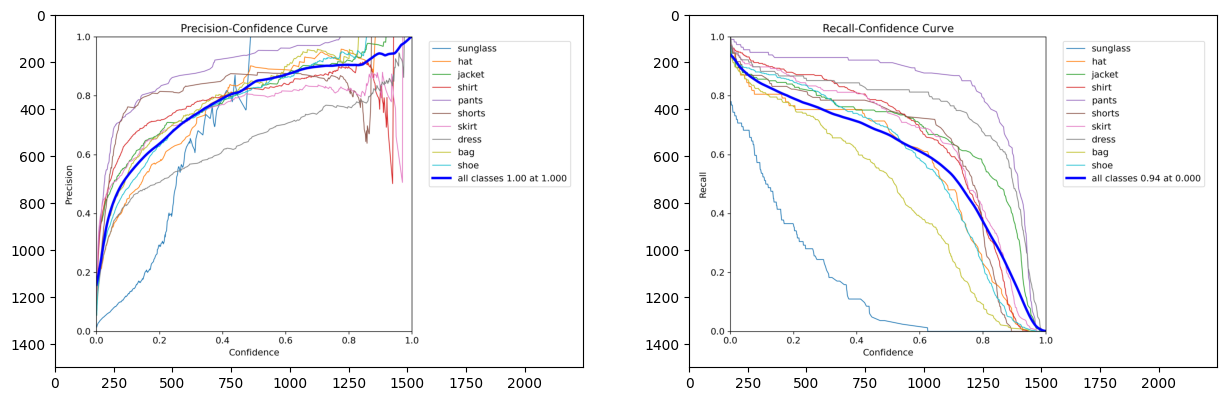 Precision-Confidence Curve
Precision
Confidence
0.0
0.2
0.4
0.6
0.8
1.0
0.0
0.2
0.4
0.6
0.8
1.0
sunglass
hat
jacket
shirt
pants
shorts
skirt
dress
bag
shoe
all classes 1.00 at 1.000
0
200
400
600
800
1000
1200
1400
0
250
500
750
1000
1250
1500
1750
2000
Recall-Confidence Curve
Recall
Confidence
0.0
0.2
0.4
0.6
0.8
1.0
0.0
0.2
0.4
0.6
0.8
1.0
sunglass
hat
jacket
shirt
pants
shorts
skirt
dress
bag
shoe
all classes 0.94 at 0.000
0
200
400
600
800
1000
1200
1400
0
250
500
750
1000
1250
1500
1750
2000